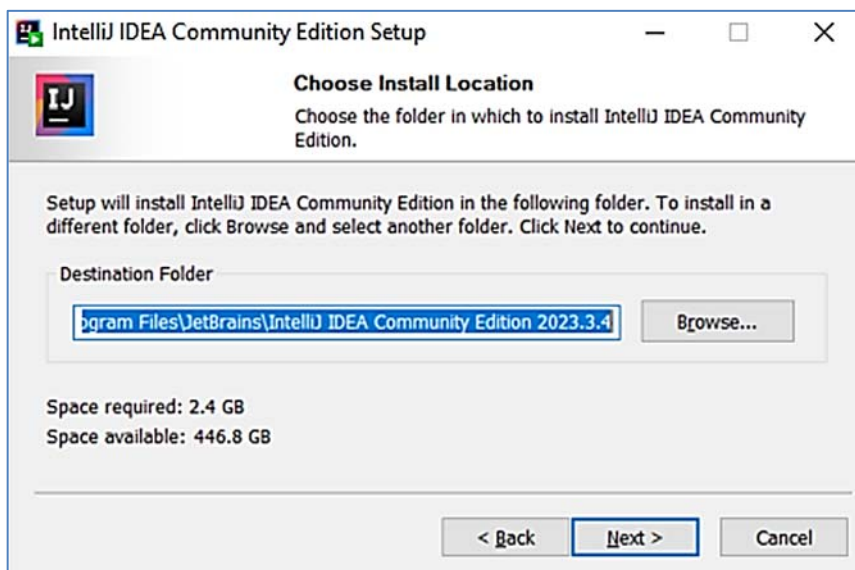 IntelliJ IDEA Community Edition Setup
IJ
Choose Install Location
Choose the folder in which to install IntelliJ IDEA Community
Edition.
Setup will install IntelliJ IDEA Community Edition in the following folder. To install in a
different folder, click Browse and select another folder. Click Next to continue.
Destination Folder
ogram Files\JetBrains\IntelliJ IDEA Community Edition 2023.3.4
Browse...
Space required: 2.4 GB
Space available: 446.8 GB
< Back
Next >
Cancel